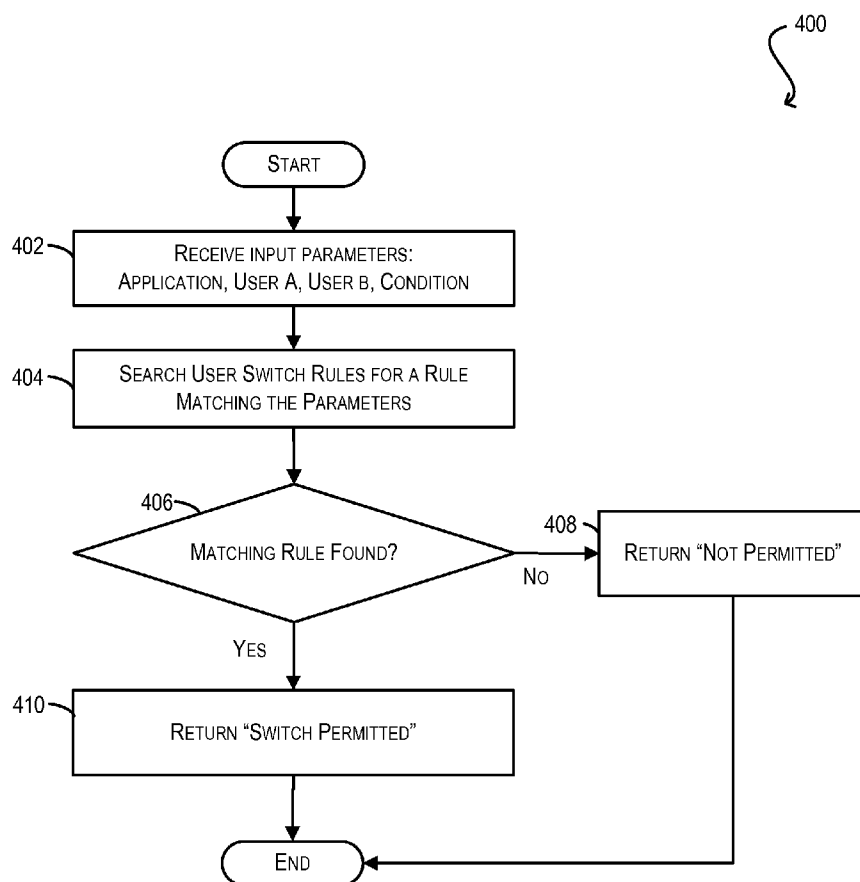 400
START
402
RECEIVE INPUT PARAMETERS:
APPLICATION, USER A, USER B, CONDITION
404
SEARCH USER SWITCH RULES FOR A RULE
MATCHING THE PARAMETERS
406
MATCHING RULE FOUND?
408
RETURN “NOT PERMITTED”
NO
YES
410
RETURN “SWITCH PERMITTED”
END